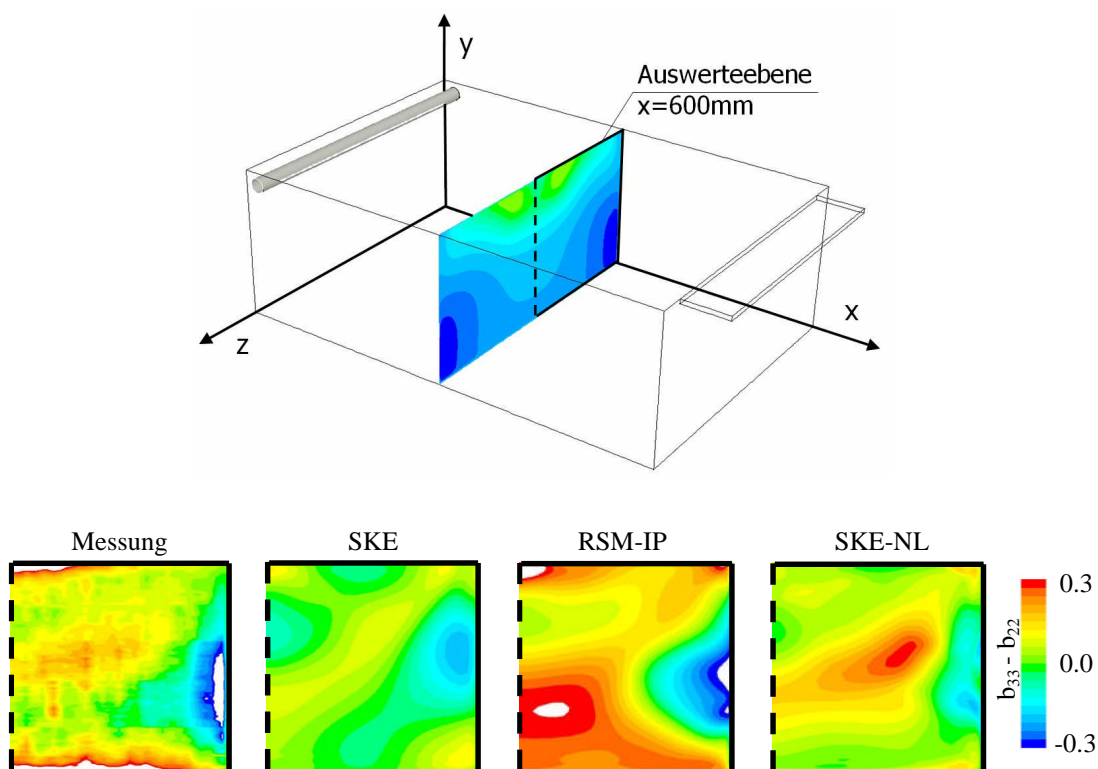 y
Auswerteebene
x=600mm
x
z
Messung
SKE
RSM-IP
SKE-NL
0.3
0.0
-0.3
b33 - b22